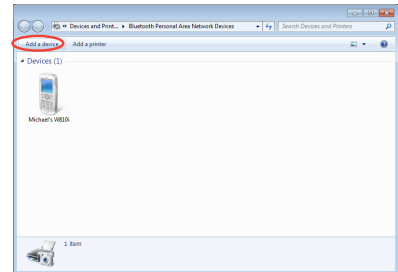 « Devices and Print... ▸ Bluetooth Personal Area Network Devices
Search Devices and Printers
Add a device
Add a printer
Devices (1)
Michael's W810i
1 item